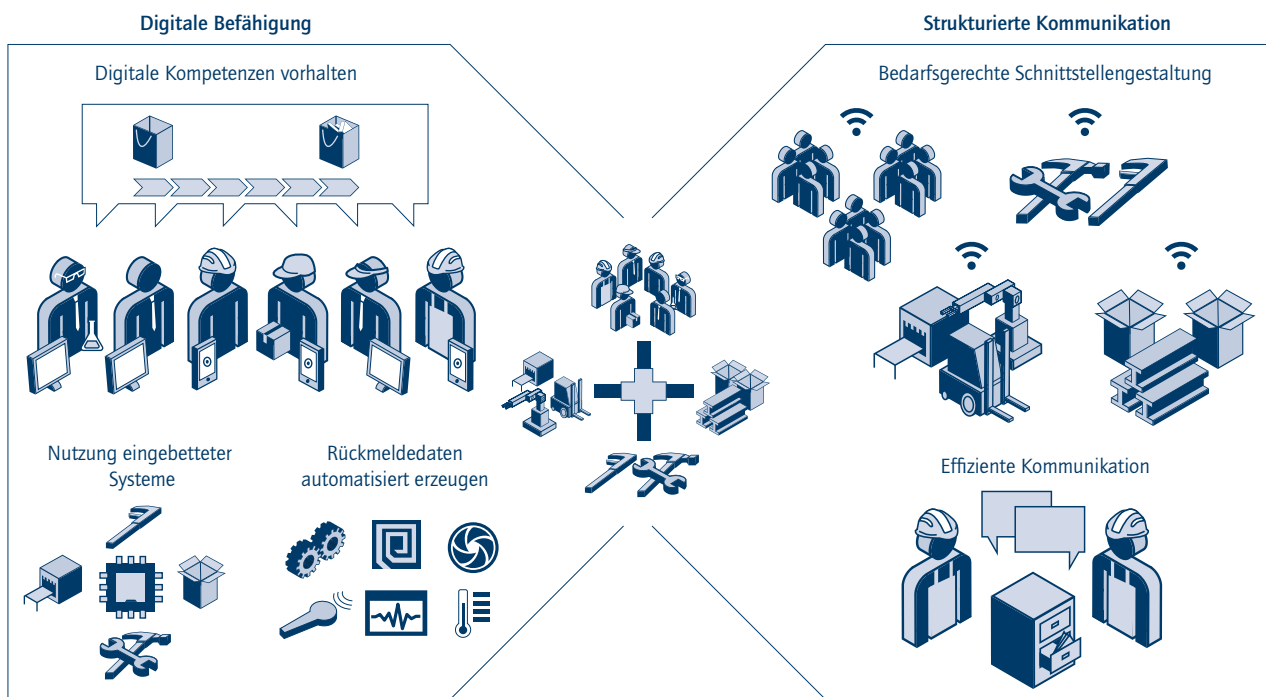 Digitale Befähigung
Digitale Kompetenzen vorhalten
Nutzung eingebetteter
Systeme
Rückmeldedaten
automatisiert erzeugen
Strukturierte Kommunikation
Bedarfsgerechte Schnittstellengestaltung
Effiziente Kommunikation